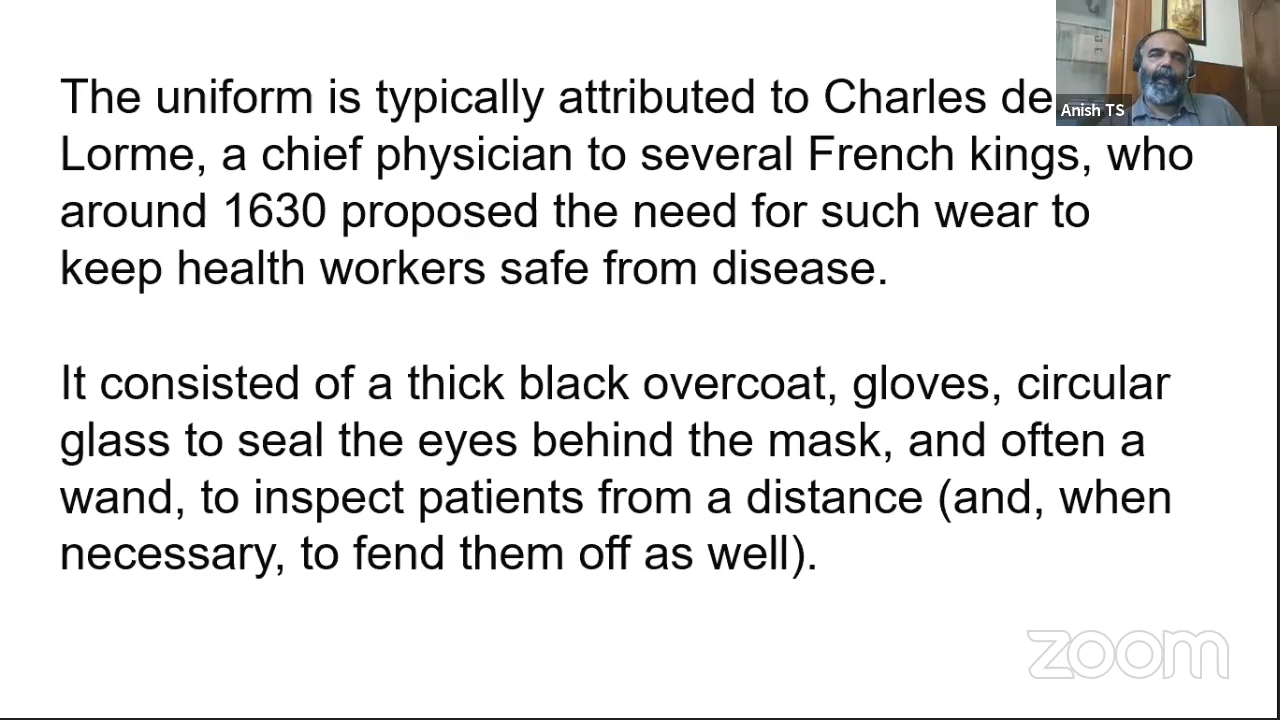 The uniform is typically attributed to Charles de
Lorme, a chief physician to several French kings, who
around 1630 proposed the need for such wear to
keep health workers safe from disease.
It consisted of a thick black overcoat, gloves, circular
glass to seal the eyes behind the mask, and often a
wand, to inspect patients from a distance (and, when
necessary, to fend them off as well).
Anish TS
zoom